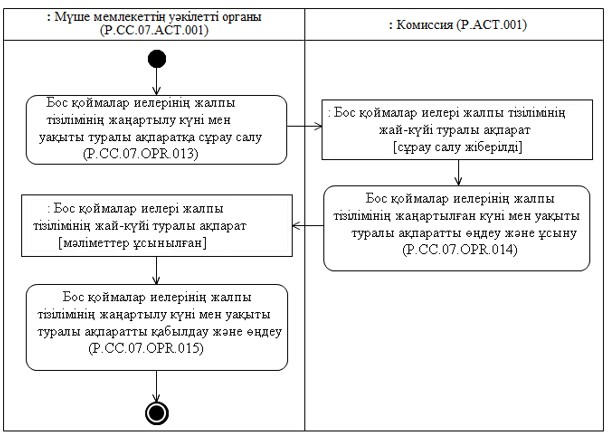 : Мүше мемлекеттің уәкілетті органы
(P.CC.07.ACT.001)
: Комиссия (P.ACT.001)
Бос қоймалар иелерінің жалпы
тізілімінің жаңартылу күні мен
уақыты туралы ақпаратқа сұрау салу
(P.CC.07.OPR.013)
: Бос қоймалар иелері жалпы тізілімінің
жай-күйі туралы ақпарат
[сұрау салу жіберілді]
Бос қоймалар иелерінің жалпы
тізілімінің жаңартылған күні мен уақыты
туралы ақпаратты өңдеу және ұсыну
(P.CC.07.OPR.014)
: Бос қоймалар иелері жалпы
тізілімінің жай-күйі туралы ақпарат
[мәліметтер ұсынылған]
Бос қоймалар иелерінің жалпы
тізілімінің жаңартылу күні мен уақыты
туралы ақпаратты қабылдау және өңдеу
(P.CC.07.OPR.015)